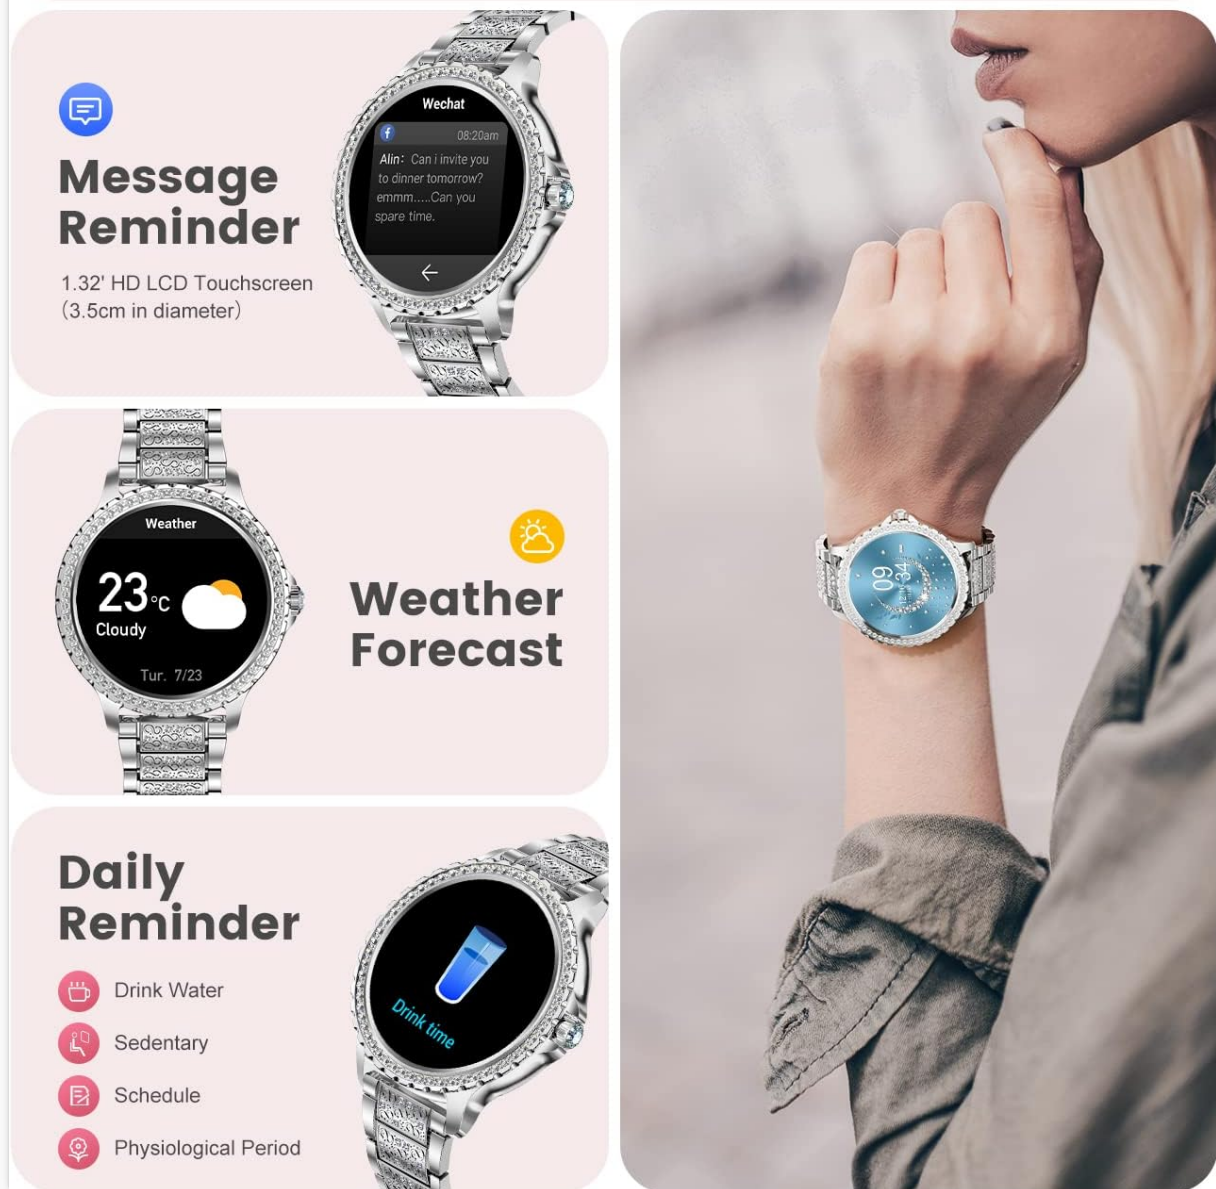 Message
Reminder
1.32' HD LCD Touchscreen
(3.5cm in diameter)
Wechat
f
08:20am
Alin: Can i invite you
to dinner tomorrow?
emmm.....Can you
spare time.
Weather
23°C
Cloudy
Tur. 7/23
Weather
Forecast
Daily
Reminder
Drink Water
Sedentary
Schedule
Physiological Period
Drink time
09
34